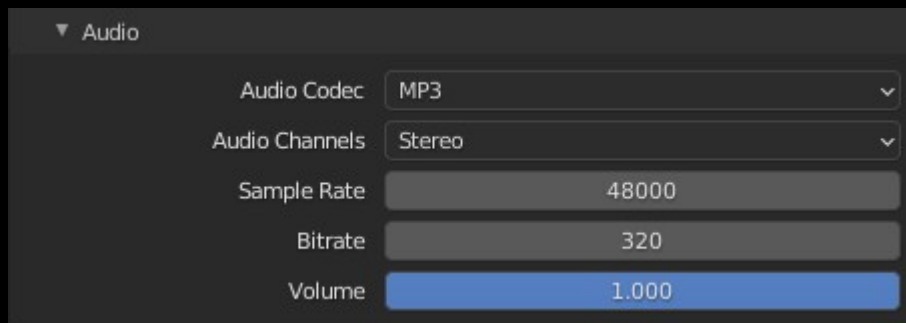 Audio
Audio Codec MP3
Audio Channels Stereo
Sample Rate 48000
Bitrate 320
Volume 1.000